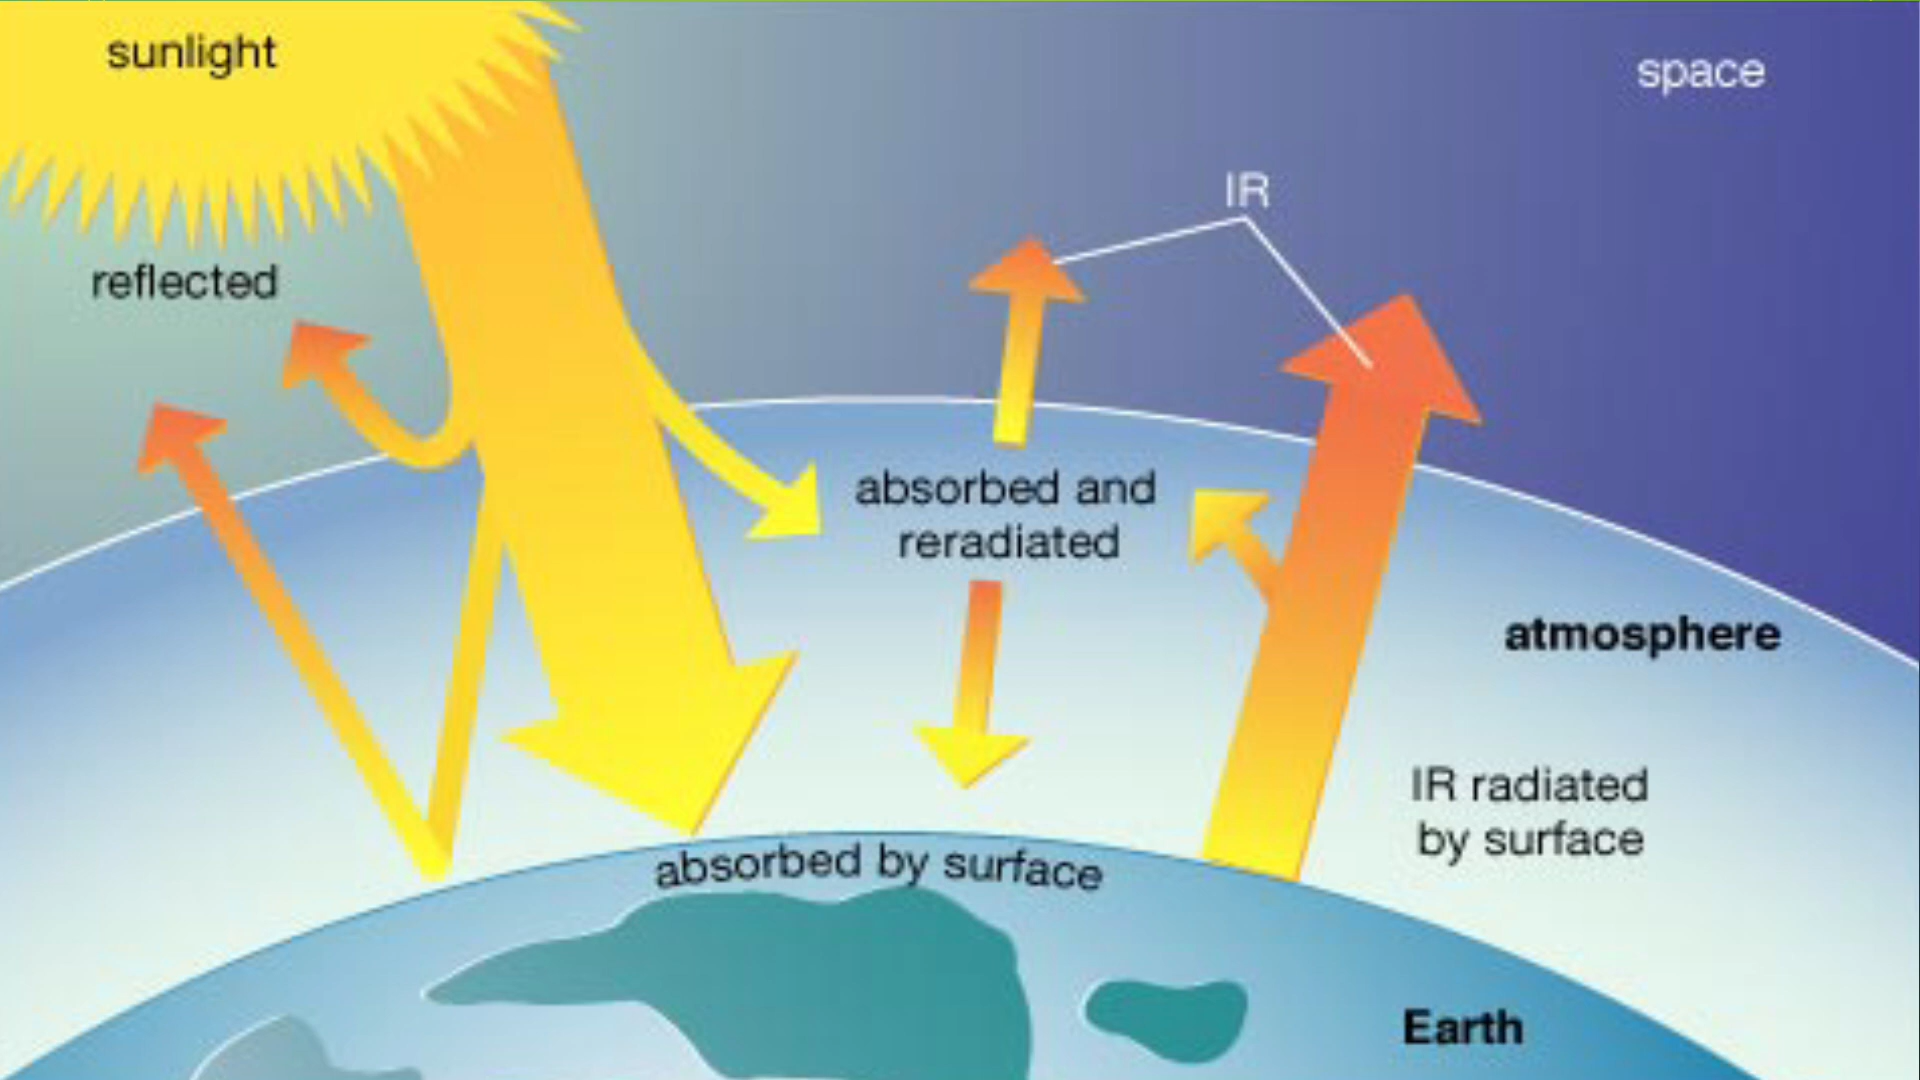 sunlight
space
IR
reflected
absorbed and
reradiated
atmosphere
IR radiated
by surface
absorbed by surface
Earth